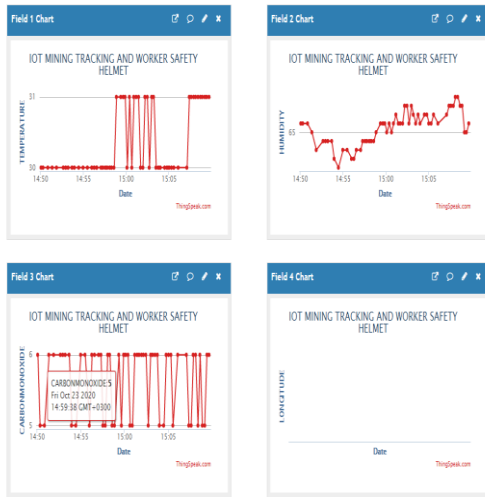 Field 1 Chart
IOT MINING TRACKING AND WORKER SAFETY
HELMET
TEMPERATURE
31
30
14:50 14:55 15:00 15:05
Date
ThingSpeak.com
Field 2 Chart
IOT MINING TRACKING AND WORKER SAFETY
HELMET
HUMIDITY
65
14:50 14:55 15:00 15:05
Date
ThingSpeak.com
Field 3 Chart
IOT MINING TRACKING AND WORKER SAFETY
HELMET
CARBONMONOXIDE
6
5
CARBONMONOXIDE:5
Fri Oct 23 2020
14:59:38 GMT+0300
14:50 14:55 15:00 15:05
Date
ThingSpeak.com
Field 4 Chart
IOT MINING TRACKING AND WORKER SAFETY
HELMET
LONGITUDE
Date
ThingSpeak.com